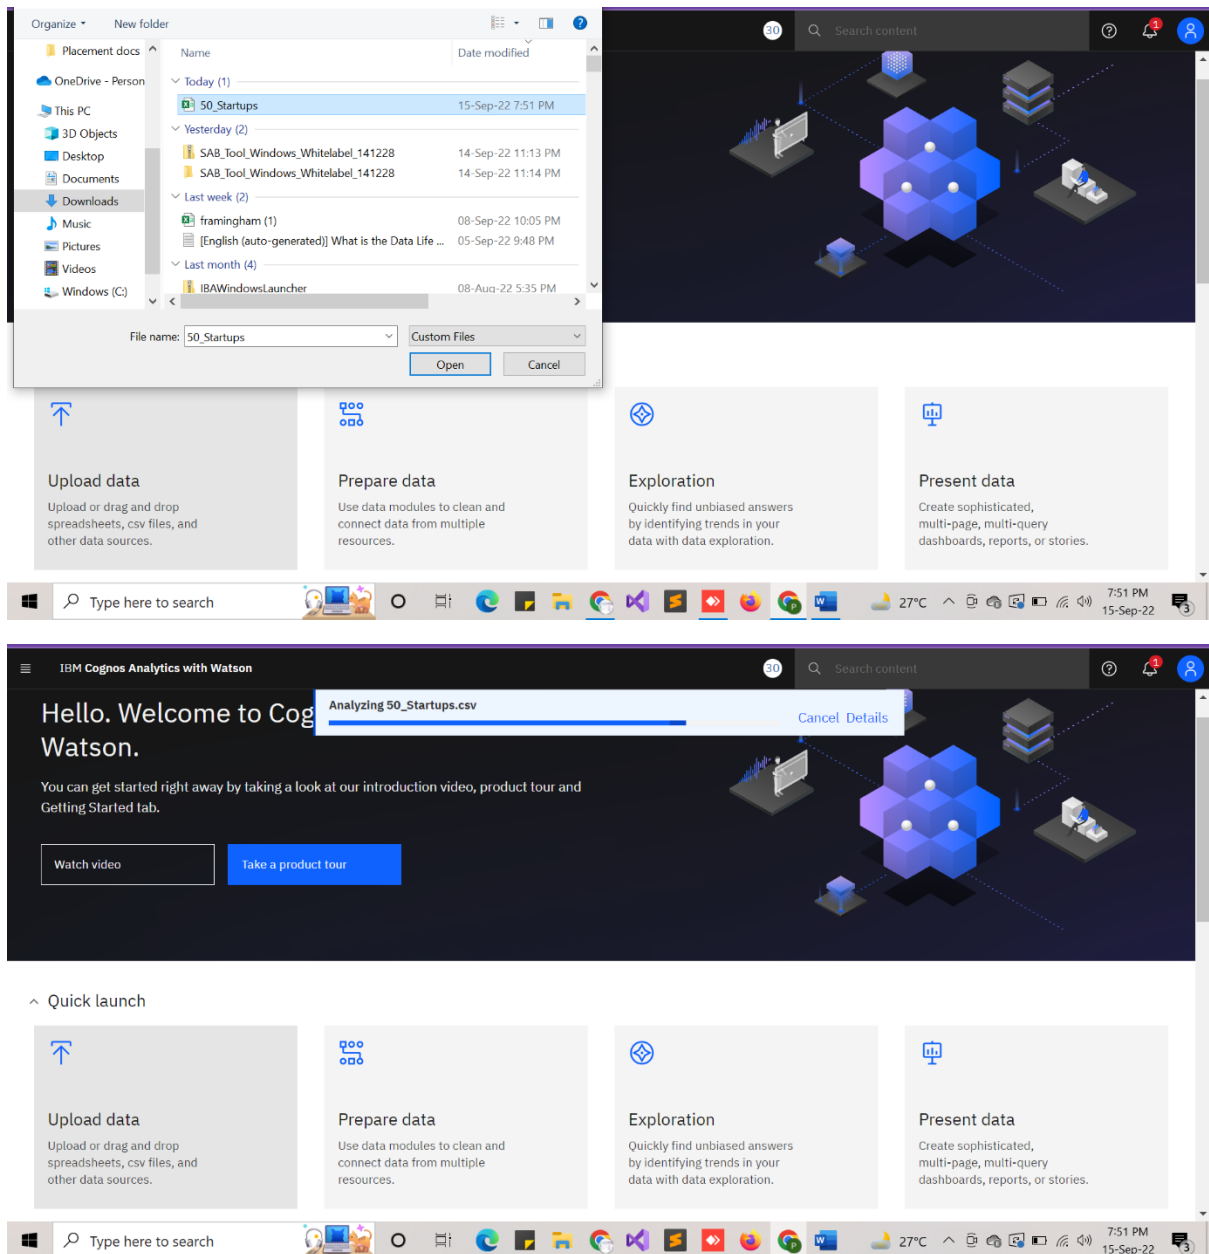 Organize
New folder
Placement docs
OneDrive - Person
This PC
3D Objects
Desktop
Documents
Downloads
Music
Pictures
Videos
Windows (C:)
Name
Date modified
Today (1)
50_Startups
15-Sep-22 7:51 PM
Yesterday (2)
SAB_Tool_Windows_Whitelabel_141228
14-Sep-22 11:13 PM
SAB_Tool_Windows_Whitelabel_141228
14-Sep-22 11:14 PM
Last week (2)
framingham (1)
08-Sep-22 10:05 PM
[English (auto-generated)] What is the Data Life ...
05-Sep-22 9:48 PM
Last month (4)
IBAWindowsLauncher
08-Aug-22 5:35 PM
File name: 50_Startups
Custom Files
Open
Cancel
30
Search content
1
Upload data
Upload or drag and drop
spreadsheets, csv files, and
other data sources.
Prepare data
Use data modules to clean and
connect data from multiple
resources.
Exploration
Quickly find unbiased answers
by identifying trends in your
data with data exploration.
Present data
Create sophisticated,
multi-page, multi-query
dashboards, reports, or stories.
Type here to search
27°C
7:51 PM
15-Sep-22
3
IBM Cognos Analytics with Watson
30
Search content
1
Hello. Welcome to Cog
Watson.
Analyzing 50_Startups.csv
Cancel Details
You can get started right away by taking a look at our introduction video, product tour and
Getting Started tab.
Watch video
Take a product tour
Quick launch
Upload data
Upload or drag and drop
spreadsheets, csv files, and
other data sources.
Prepare data
Use data modules to clean and
connect data from multiple
resources.
Exploration
Quickly find unbiased answers
by identifying trends in your
data with data exploration.
Present data
Create sophisticated,
multi-page, multi-query
dashboards, reports, or stories.
Type here to search
27°C
7:51 PM
15-Sep-22
3